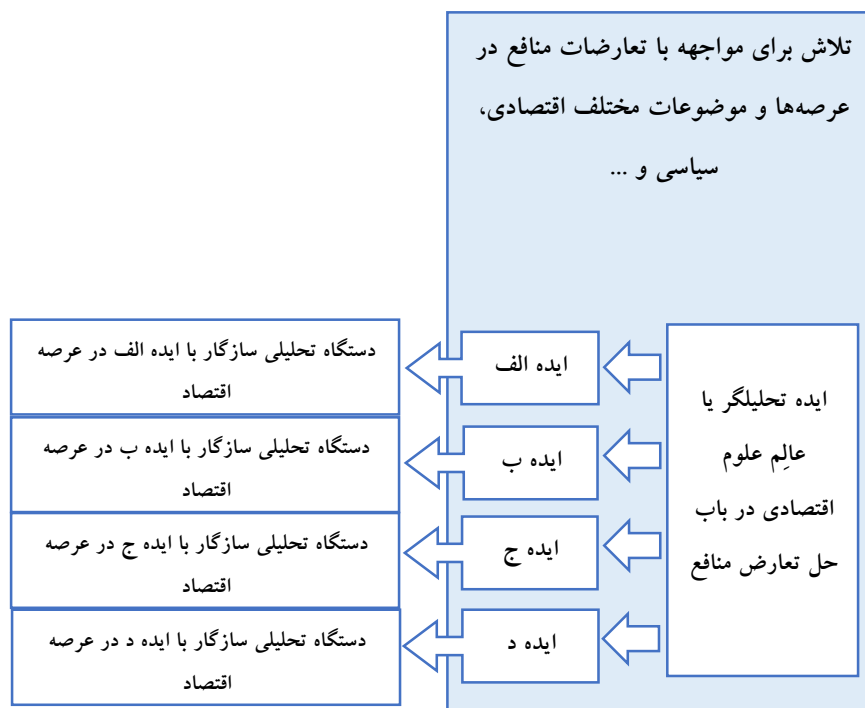 تلاش برای مواجهه با تعارضات منافع در
عرصه‌ها و موضوعات مختلف اقتصادی،
سیاسی و ...
ایده تحلیلگر یا
عالِم علوم
اقتصادی در باب
حل تعارض منافع
ایده الف
دستگاه تحلیلی سازگار با ایده الف در عرصه
اقتصاد
ایده ب
دستگاه تحلیلی سازگار با ایده ب در عرصه
اقتصاد
ایده ج
دستگاه تحلیلی سازگار با ایده ج در عرصه
اقتصاد
ایده د
دستگاه تحلیلی سازگار با ایده د در عرصه
اقتصاد